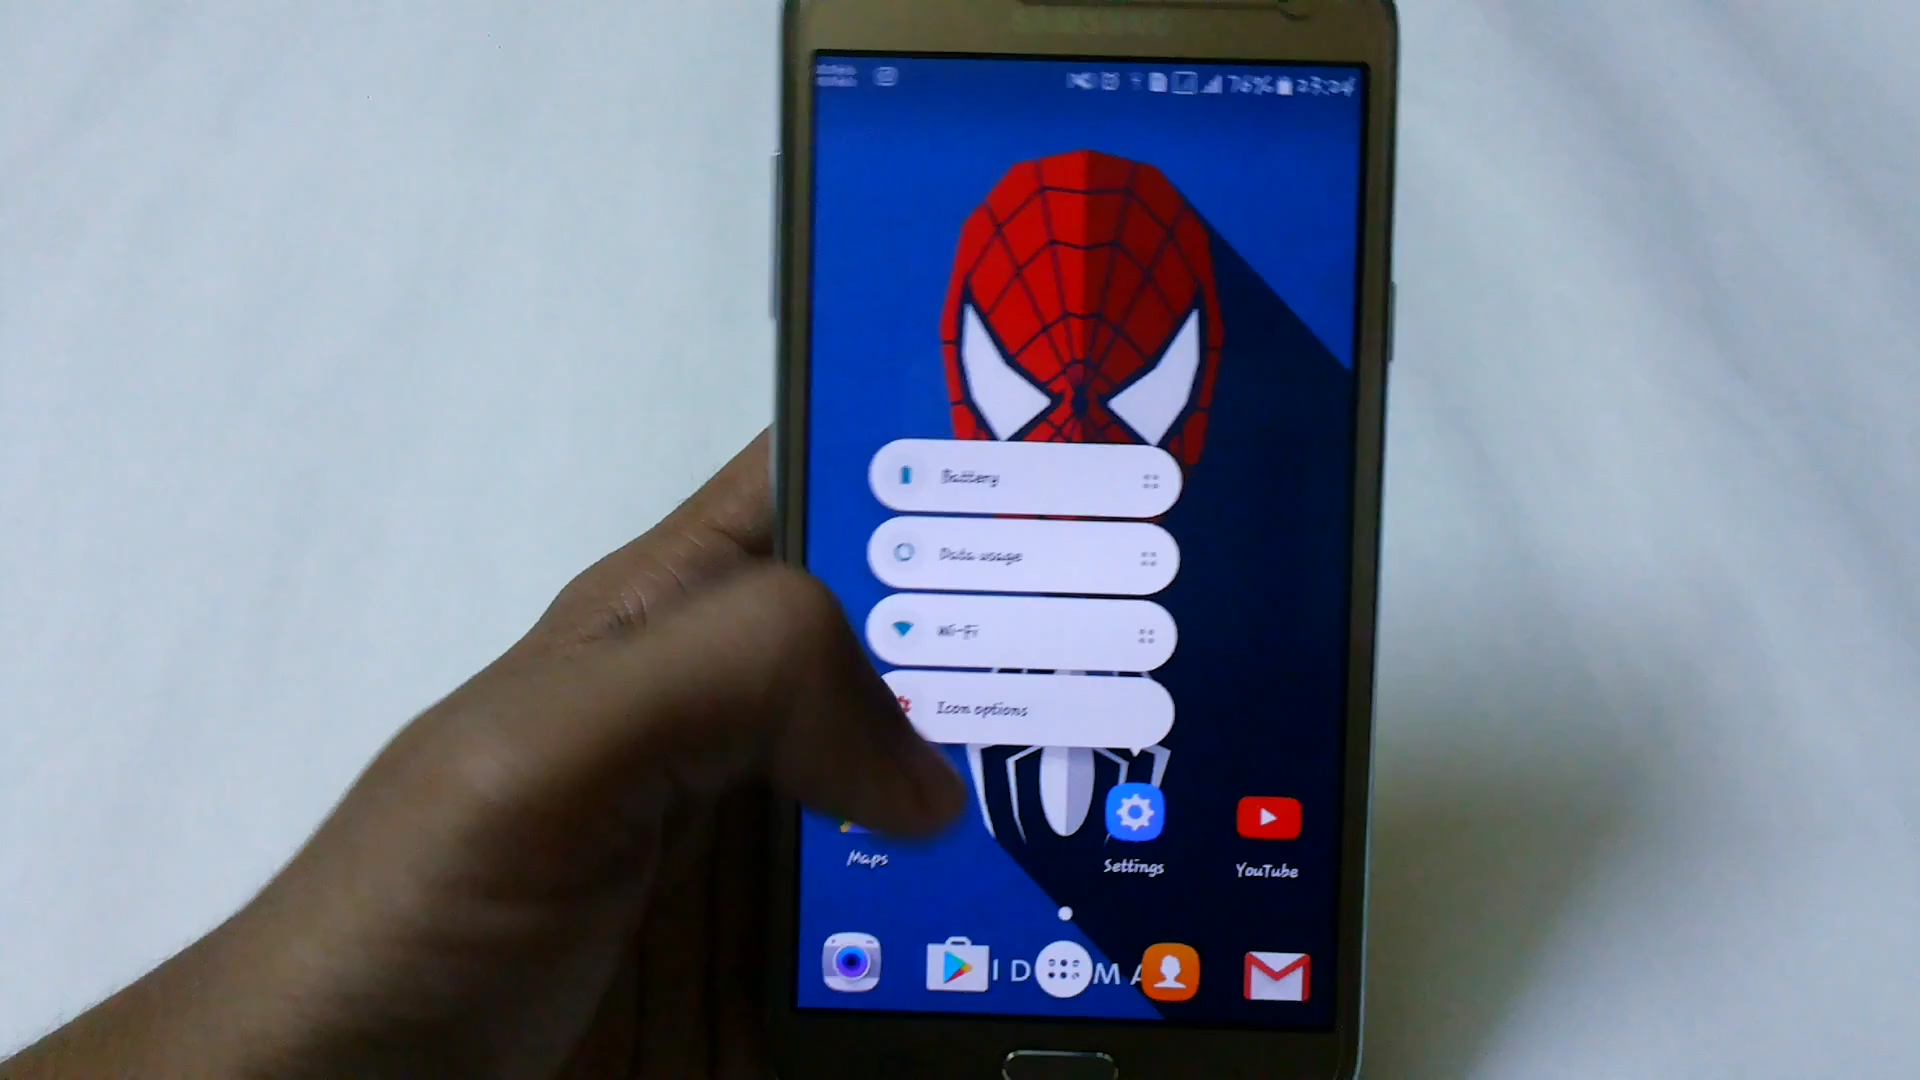 SAMSUNG
76%
Battery
Data usage
Wi-Fi
Icon options
Maps
Settings
YouTube
I D
M A